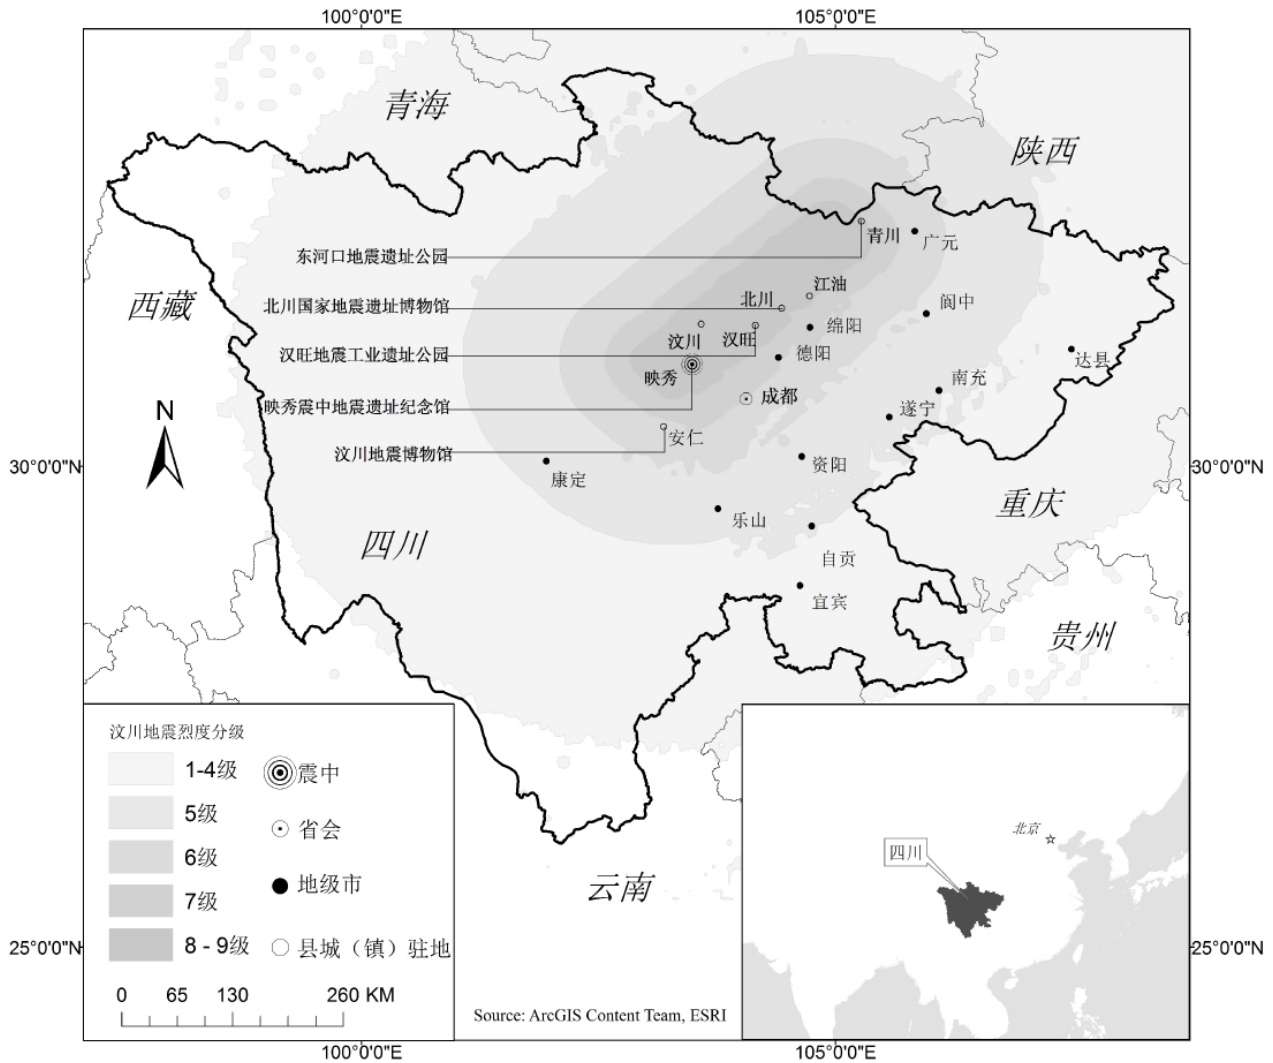 100°0'0"E
105°0'0"E
青海
陕西
青川
广元
东河口地震遗址公园
西藏
北川国家地震遗址博物馆
北川
江油
阆中
汶川
汉旺
绵阳
汉旺地震工业遗址公园
德阳
达县
映秀
成都
南充
映秀震中地震遗址纪念馆
遂宁
N
安仁
汶川地震博物馆
30°0'0"N
30°0'0"N
康定
资阳
重庆
乐山
四川
自贡
宜宾
贵州
汶川地震烈度分级
1-4级
震中
5级
省会
6级
地级市
7级
县城（镇）驻地
8 - 9级
0 65 130 260 KM
云南
北京
四川
25°0'0"N
25°0'0"N
Source: ArcGIS Content Team, ESRI
100°0'0"E
105°0'0"E